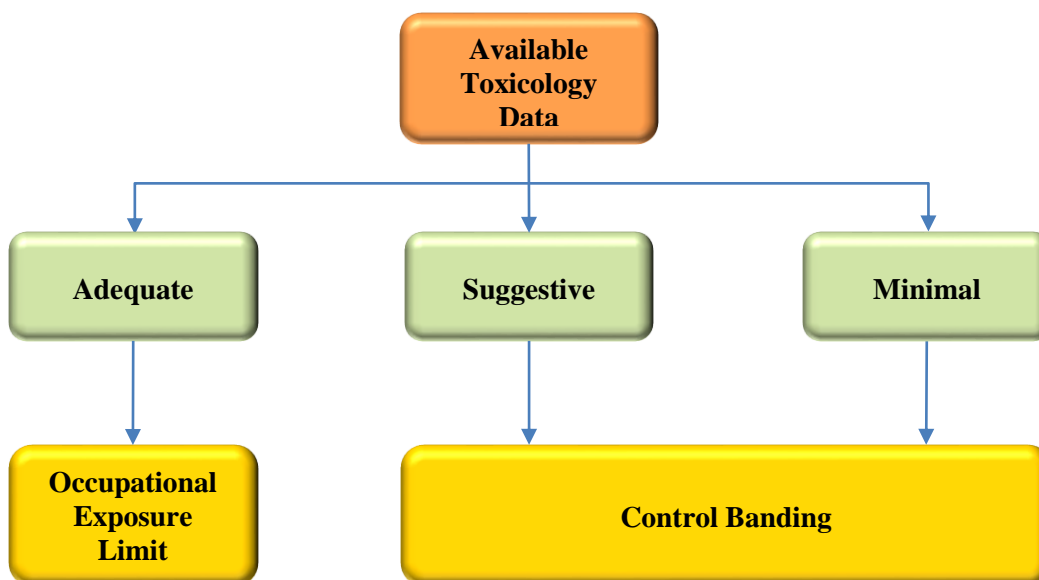 Available
Toxicology
Data
Adequate
Suggestive
Minimal
Occupational
Exposure
Limit
Control Banding